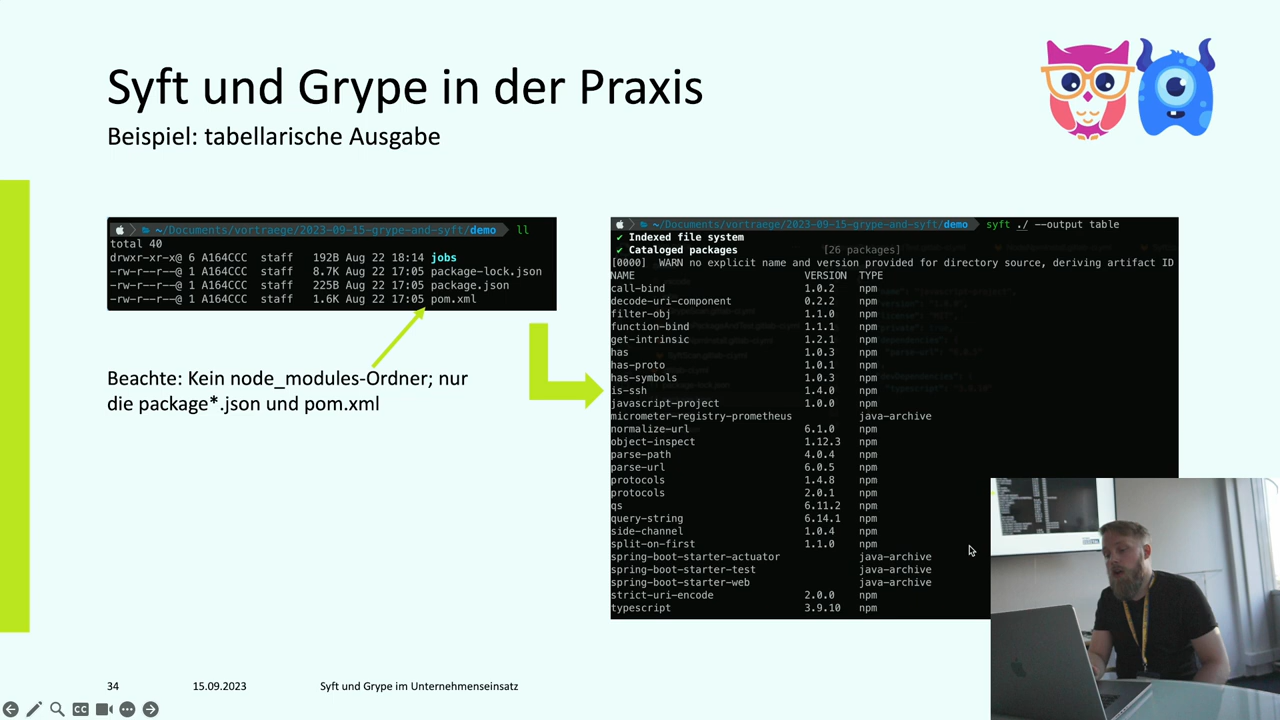 Syft und Grype in der Praxis
Beispiel: tabellarische Ausgabe
~/Documents/vortraege/2023-09-15-grype-and-syft/demo ll
total 40
drwxr-xr-x@ 6 A164CCC staff 192B Aug 22 18:14 jobs
-rw-r--r--@ 1 A164CCC staff 8.7K Aug 22 17:05 package-lock.json
-rw-r--r--@ 1 A164CCC staff 225B Aug 22 17:05 package.json
-rw-r--r--@ 1 A164CCC staff 1.6K Aug 22 17:05 pom.xml
Beachte: Kein node_modules-Ordner; nur
die package*.json und pom.xml
~/Documents/vortraege/2023-09-15-grype-and-syft/demo syft ./ --output table
✔ Indexed file system
✔ Cataloged packages [26 packages]
[0000] WARN no explicit name and version provided for directory source, deriving artifact ID
NAME VERSION TYPE
call-bind 1.0.2 npm
decode-uri-component 0.2.2 npm
filter-obj 1.1.0 npm
function-bind 1.1.1 npm
get-intrinsic 1.2.1 npm
has 1.0.3 npm
has-proto 1.0.1 npm
has-symbols 1.0.3 npm
is-ssh 1.4.0 npm
javascript-project 1.0.0 npm
micrometer-registry-prometheus java-archive
normalize-url 6.1.0 npm
object-inspect 1.12.3 npm
parse-path 4.0.4 npm
parse-url 6.0.5 npm
protocols 1.4.8 npm
protocols 2.0.1 npm
qs 6.11.2 npm
query-string 6.14.1 npm
side-channel 1.0.4 npm
split-on-first 1.1.0 npm
spring-boot-starter-actuator java-archive
spring-boot-starter-test java-archive
spring-boot-starter-web java-archive
strict-uri-encode 2.0.0 npm
typescript 3.9.10 npm
34 15.09.2023 Syft und Grype im Unternehmenseinsatz
CC